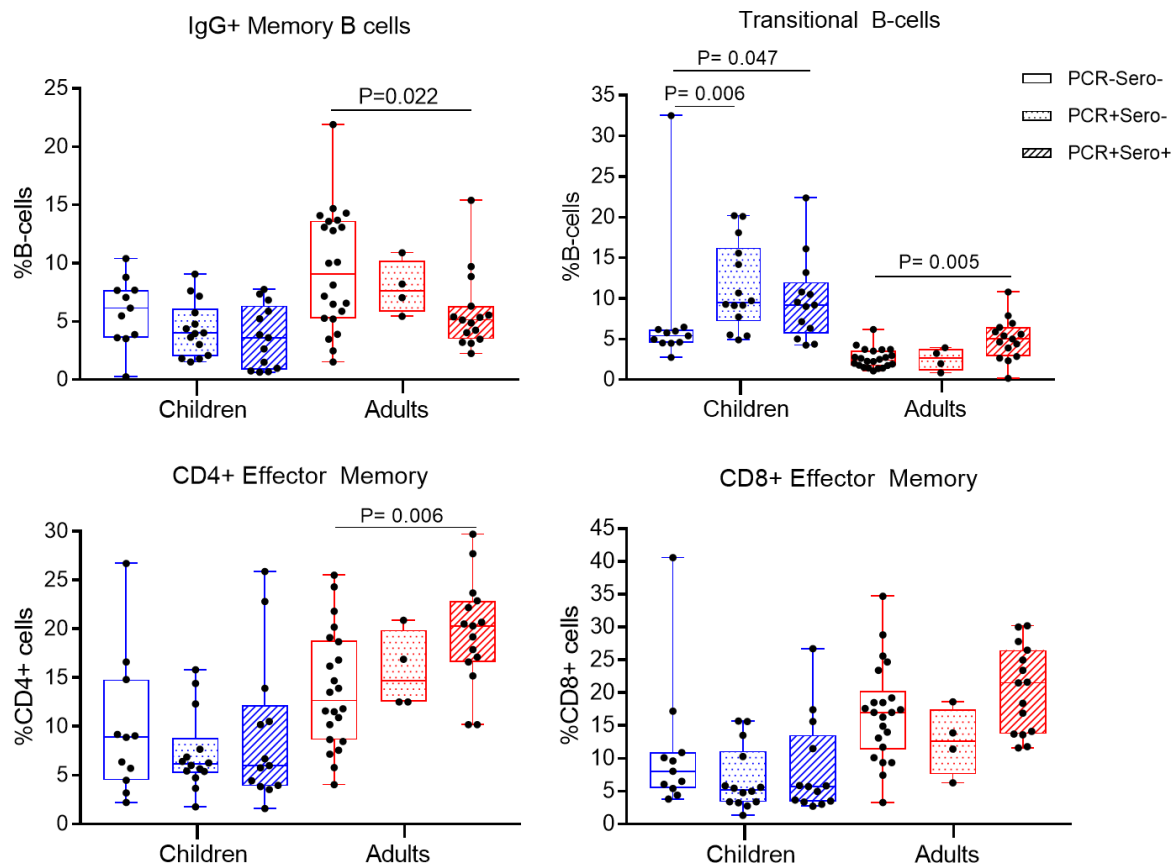 IgG+ Memory B cells
%B-cells
25
20
15
10
5
0
P=0.022
Children Adults
Transitional B-cells
%B-cells
35
30
25
20
15
10
5
0
P= 0.047
P= 0.006
P= 0.005
Children Adults
PCR-Sero-
PCR+Sero-
PCR+Sero+
CD4+ Effector Memory
%CD4+ cells
30
25
20
15
10
5
0
P= 0.006
Children Adults
CD8+ Effector Memory
%CD8+ cells
45
40
35
30
25
20
15
10
5
0
Children Adults